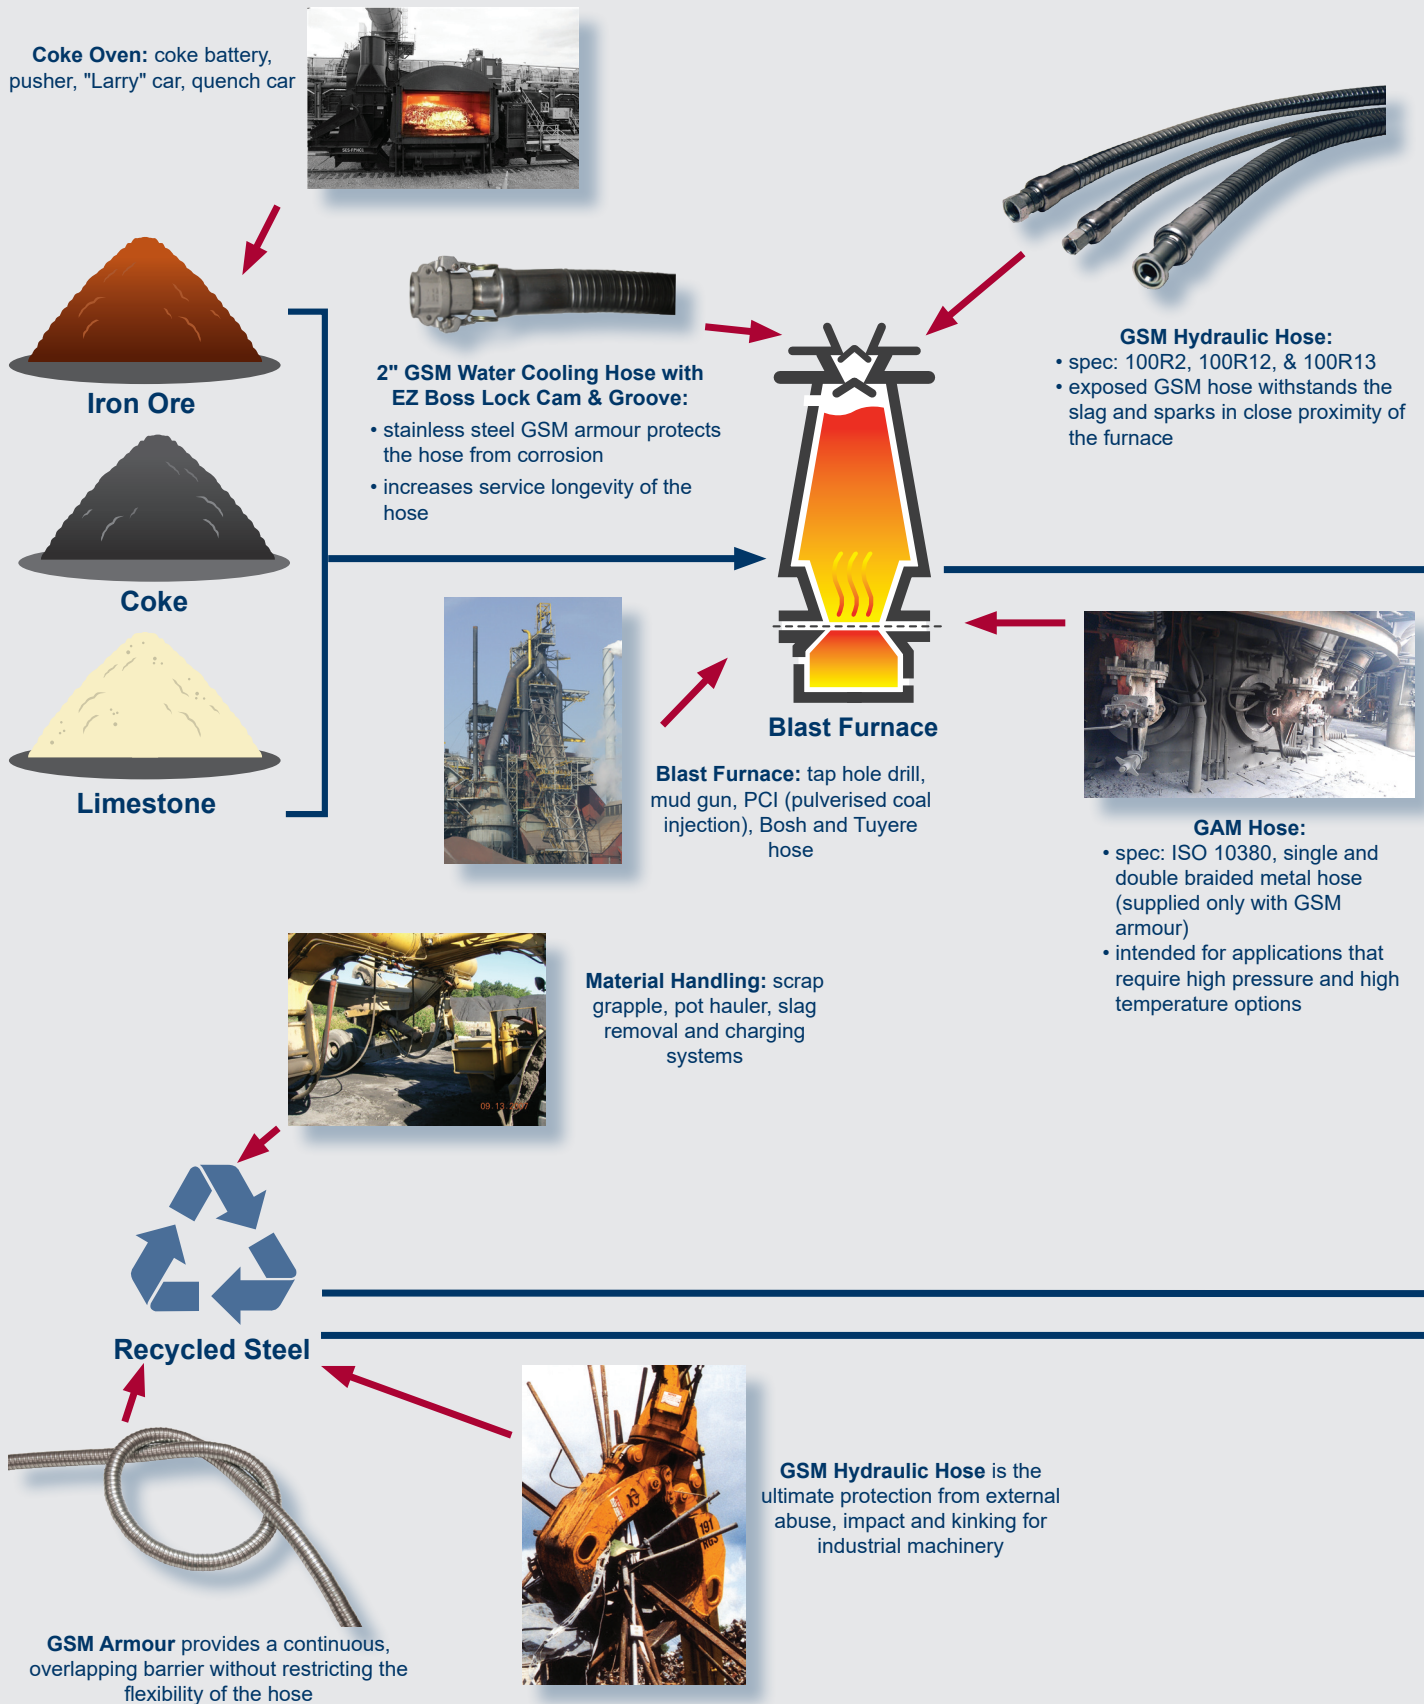 Coke Oven: coke battery,
pusher, "Larry" car, quench car
SES FPHCL
Iron Ore
2" GSM Water Cooling Hose with
EZ Boss Lock Cam & Groove:
• stainless steel GSM armour protects
the hose from corrosion
• increases service longevity of the
hose
GSM Hydraulic Hose:
• spec: 100R2, 100R12, & 100R13
• exposed GSM hose withstands the
slag and sparks in close proximity of
the furnace
Coke
Limestone
Blast Furnace
Blast Furnace: tap hole drill,
mud gun, PCI (pulverised coal
injection), Bosh and Tuyere
hose
GAM Hose:
• spec: ISO 10380, single and
double braided metal hose
(supplied only with GSM
armour)
• intended for applications that
require high pressure and high
temperature options
Material Handling: scrap
grapple, pot hauler, slag
removal and charging
systems
Recycled Steel
191
RGS
GSM Hydraulic Hose is the
ultimate protection from external
abuse, impact and kinking for
industrial machinery
GSM Armour provides a continuous,
overlapping barrier without restricting the
flexibility of the hose